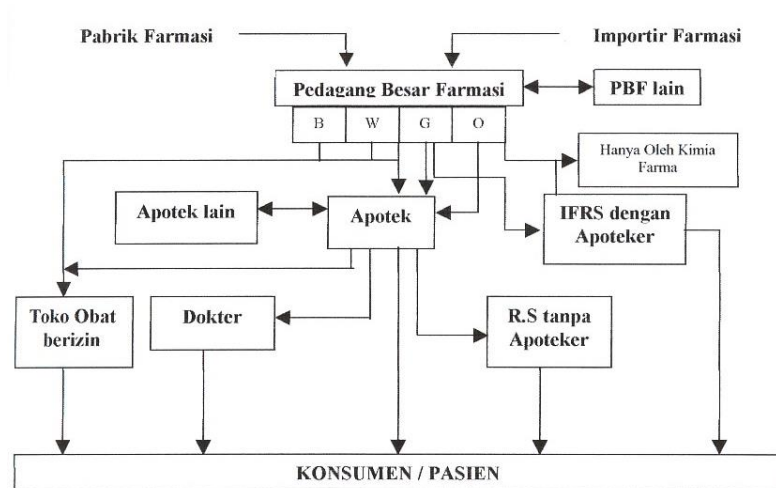 Pabrik Farmasi
Importir Farmasi
Pedagang Besar Farmasi
PBF lain
B
W
G
O
Hanya Oleh Kimia
Farma
Apotek lain
Apotek
IFRS dengan
Apoteker
Toko Obat
berizin
Dokter
R.S tanpa
Apoteker
KONSUMEN / PASIEN